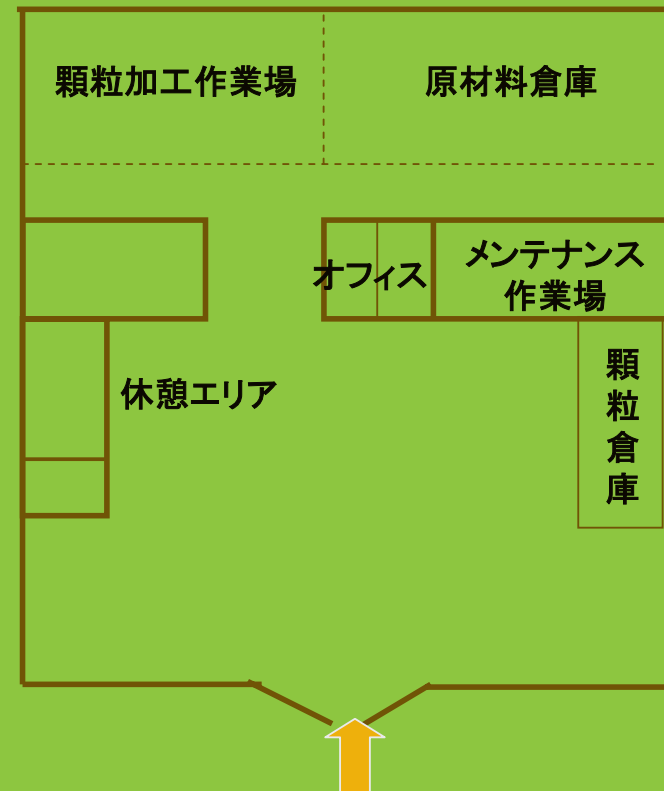 顆粒加工作業場
原材料倉庫
オフィス
メンテナンス
作業場
休憩エリア
顆粒倉庫